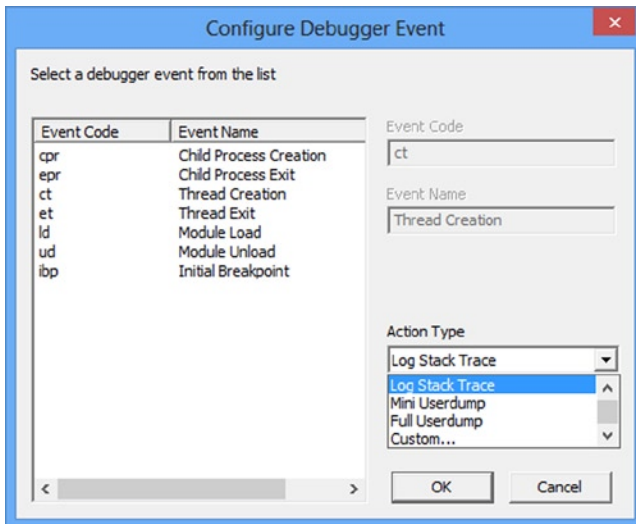 Configure Debugger Event
Select a debugger event from the list
Event Code Event Name
cpr Child Process Creation
epr Child Process Exit
ct Thread Creation
et Thread Exit
ld Module Load
ud Module Unload
ibp Initial Breakpoint
Event Code
ct
Event Name
Thread Creation
Action Type
Log Stack Trace
Log Stack Trace
Mini Userdump
Full Userdump
Custom...
OK Cancel